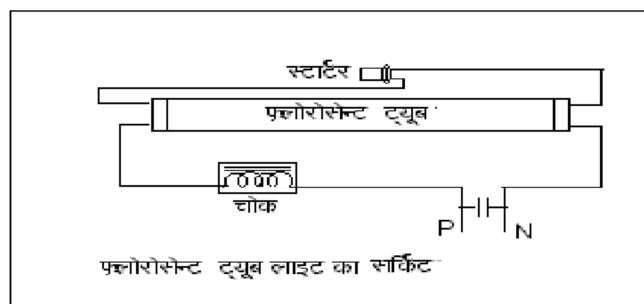 स्टार्टर
फ़्लोरोसेन्ट ट्यूब
चोक
P N
फ़्लोरोसेन्ट ट्यूब लाइट का सर्किट